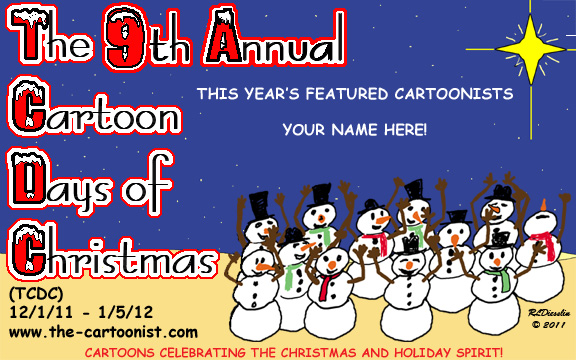 The 9th Annual
Cartoon
Days of
Christmas
THIS YEAR'S FEATURED CARTOONISTS
YOUR NAME HERE!
(TCDC)
12/1/11 - 1/5/12
www.the-cartoonist.com
RLDiesslin
© 2011
CARTOONS CELEBRATING THE CHRISTMAS AND HOLIDAY SPIRIT!